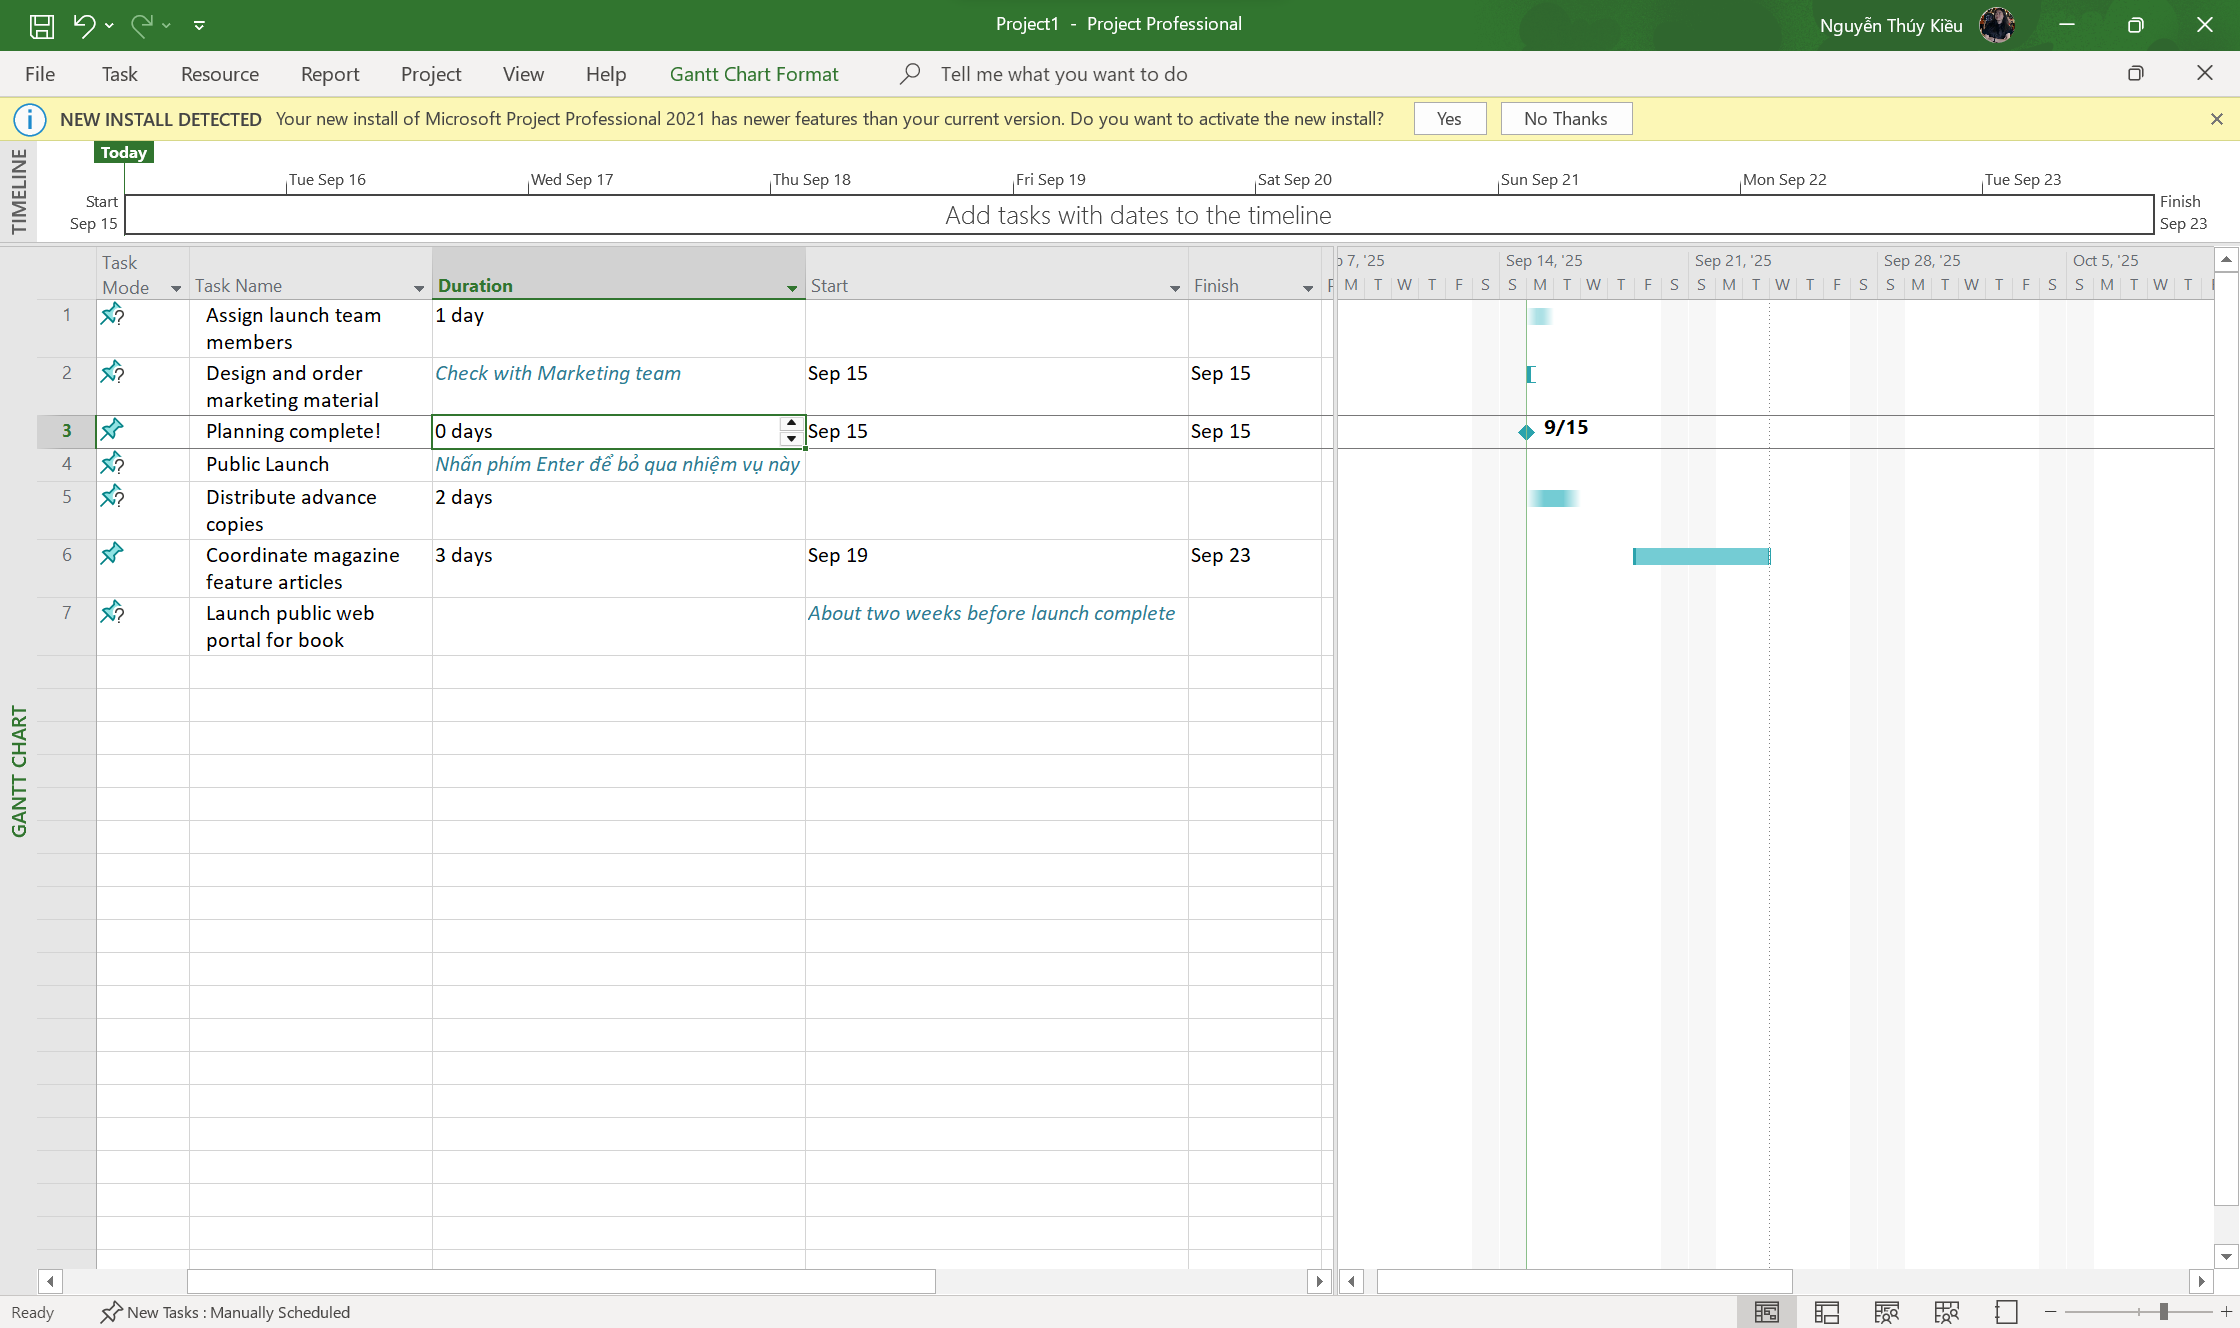 Project1 - Project Professional
Nguyễn Thúy Kiều
File Task Resource Report Project View Help Gantt Chart Format Tell me what you want to do
NEW INSTALL DETECTED Your new install of Microsoft Project Professional 2021 has newer features than your current version. Do you want to activate the new install? Yes No Thanks
TIMELINE
Today
Tue Sep 16 Wed Sep 17 Thu Sep 18 Fri Sep 19 Sat Sep 20 Sun Sep 21 Mon Sep 22 Tue Sep 23
Start
Sep 15
Add tasks with dates to the timeline
Finish
Sep 23
GANTT CHART
Task
Mode Task Name Duration Start Finish
7, '25 Sep 14, '25 Sep 21, '25 Sep 28, '25 Oct 5, '25
M T W T F S S M T W T F S S M T W T F S S M T W T F S S M T W T
1 Assign launch team 1 day
members
2 Design and order Check with Marketing team Sep 15 Sep 15
marketing material
3 Planning complete! 0 days Sep 15 Sep 15 9/15
4 Public Launch Nhấn phím Enter để bỏ qua nhiệm vụ này
5 Distribute advance 2 days
copies
6 Coordinate magazine 3 days Sep 19 Sep 23
feature articles
7 Launch public web About two weeks before launch complete
portal for book
Ready New Tasks : Manually Scheduled